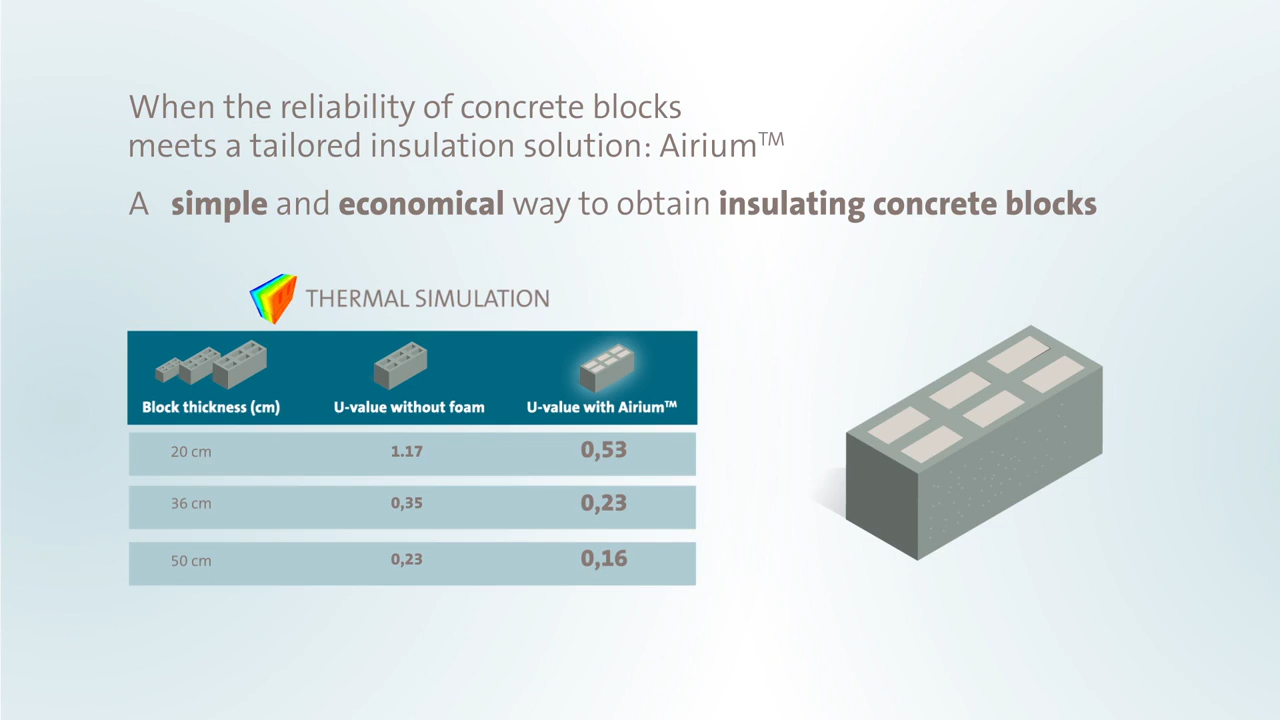 When the reliability of concrete blocks
meets a tailored insulation solution: Airium™
A simple and economical way to obtain insulating concrete blocks
THERMAL SIMULATION
Block thickness (cm) U-value without foam U-value with Airium™
20 cm 1.17 0,53
36 cm 0,35 0,23
50 cm 0,23 0,16